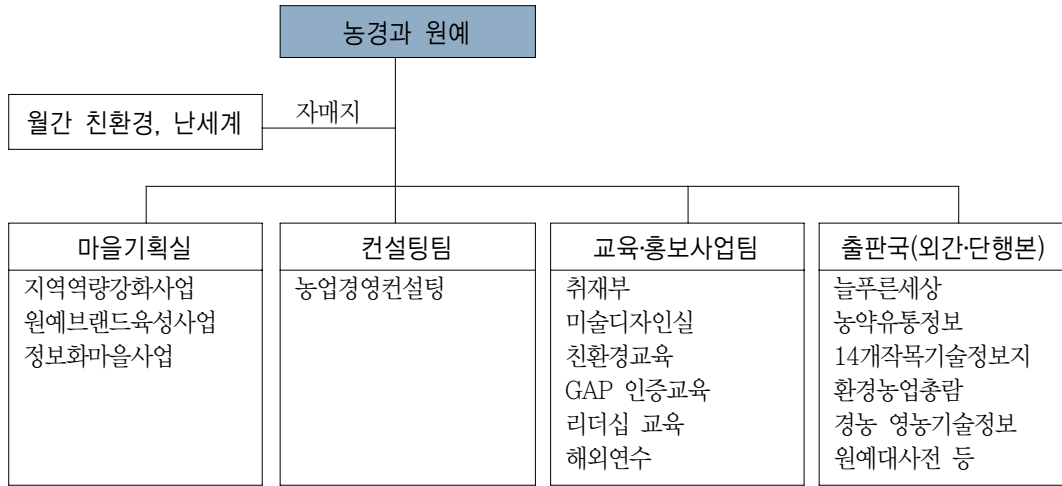 농경과 원예
자매지
월간 친환경, 난세계
마을기획실
지역역량강화사업
원예브랜드육성사업
정보화마을사업
컨설팅팀
농업경영컨설팅
교육·홍보사업팀
취재부
미술디자인실
친환경교육
GAP 인증교육
리더십 교육
해외연수
출판국(외간·단행본)
늘푸른세상
농약유통정보
14개작목기술정보지
환경농업총람
경농 영농기술정보
원예대사전 등